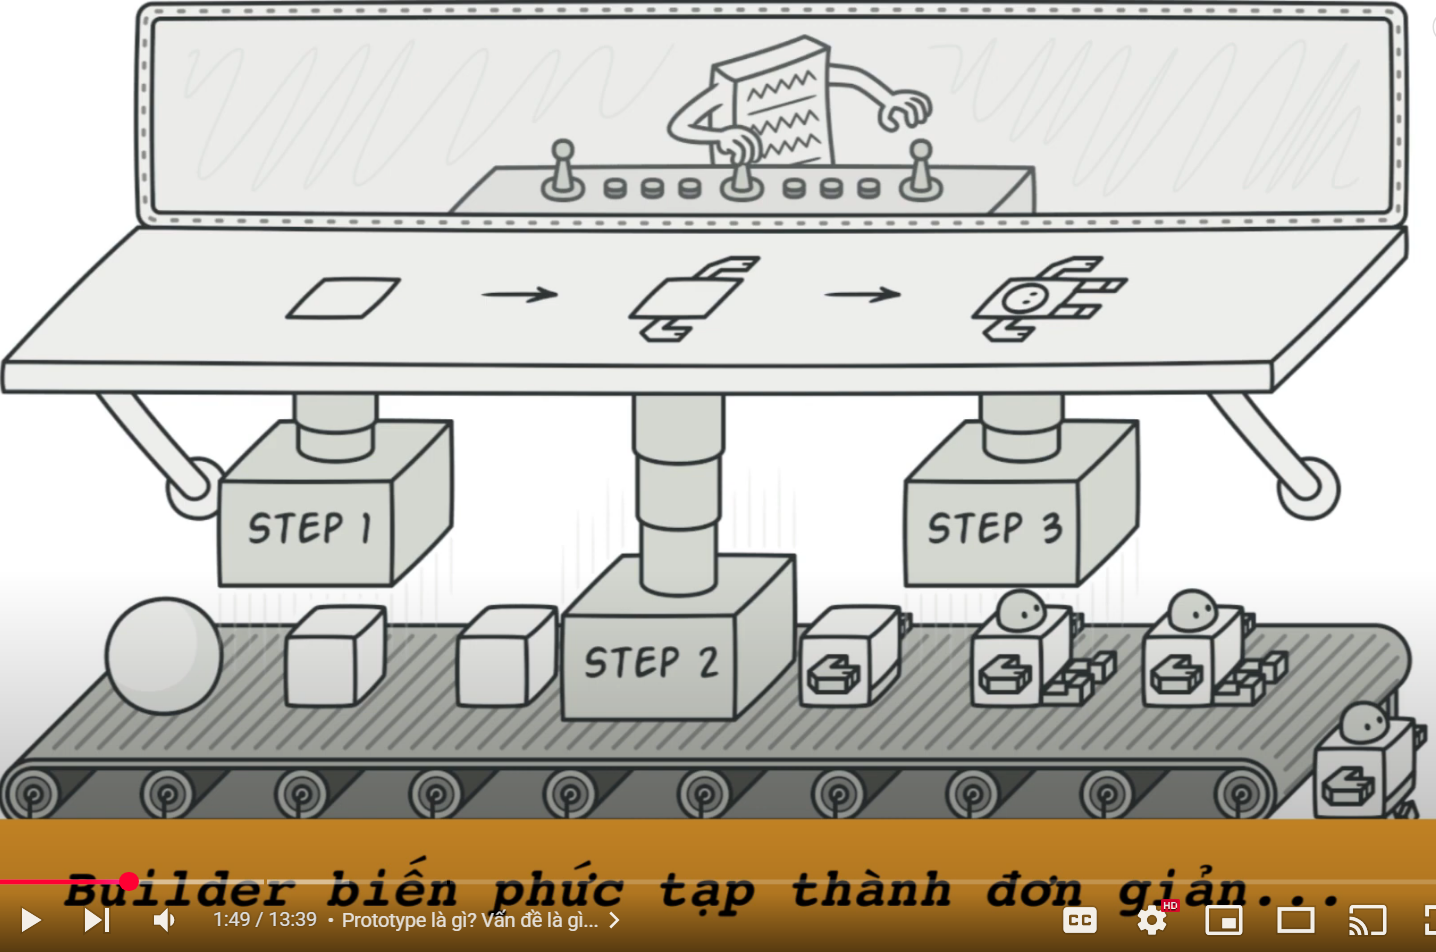 STEP 1
STEP 3
STEP 2
Builder biến phức tạp thành đơn giản...
1:49 / 13:39 • Prototype là gì? Vấn đề là gì...
CC
HD